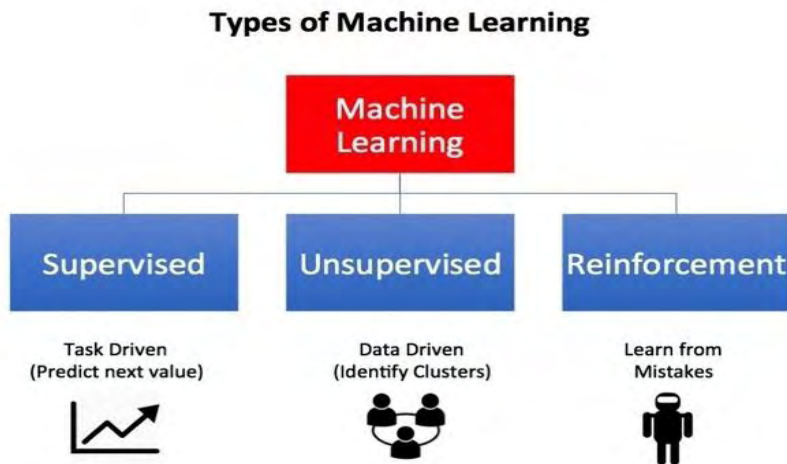 Types of Machine Learning
Machine
Learning
Supervised
Unsupervised
Reinforcement
Task Driven
(Predict next value)
Data Driven
(Identify Clusters)
Learn from
Mistakes